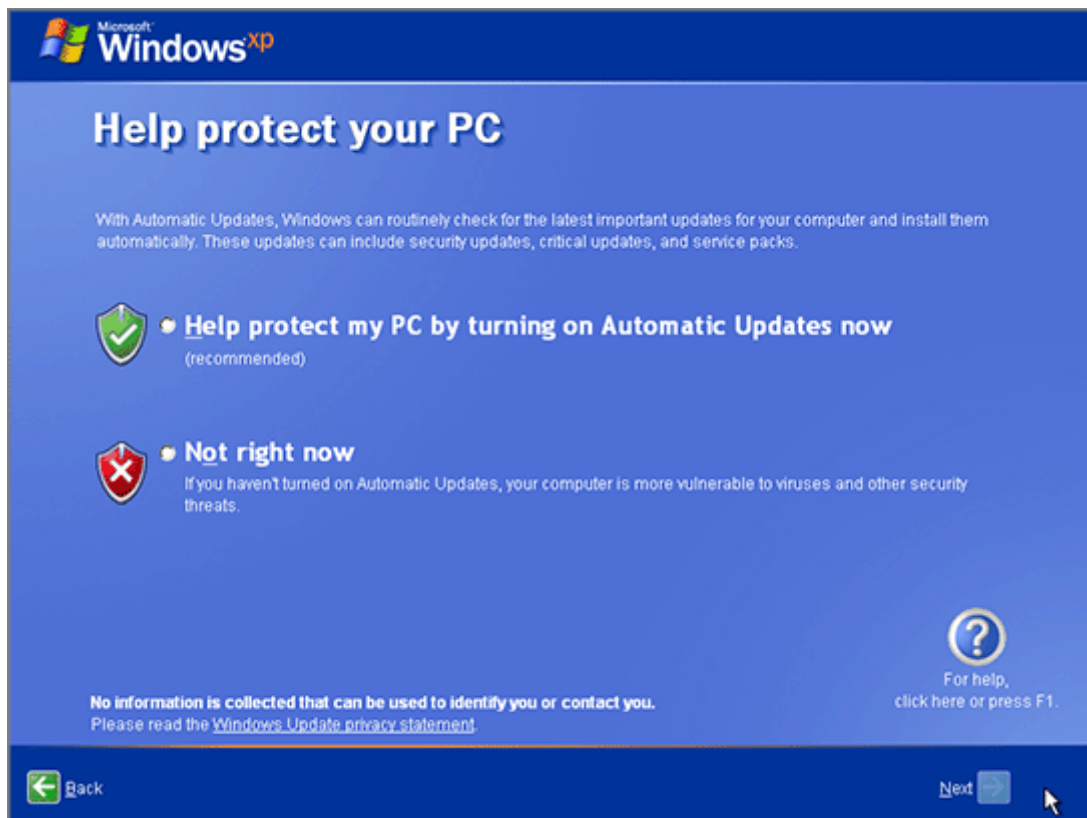 Microsoft
Windows xp
Help protect your PC
With Automatic Updates, Windows can routinely check for the latest important updates for your computer and install them
automatically. These updates can include security updates, critical updates, and service packs.
Help protect my PC by turning on Automatic Updates now
(recommended)
Not right now
If you haven't turned on Automatic Updates, your computer is more vulnerable to viruses and other security
threats.
For help,
click here or press F1.
No information is collected that can be used to identify you or contact you.
Please read the Windows Update privacy statement.
Back
Next